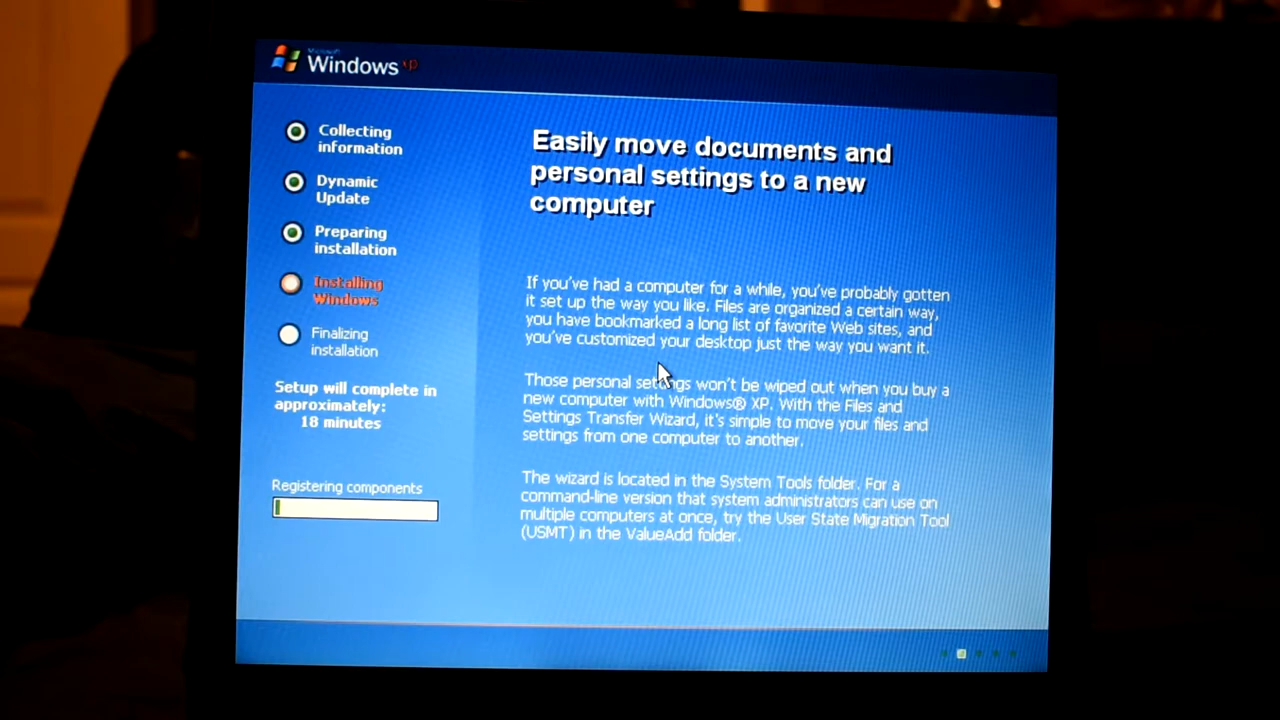 Microsoft
Windows xp
Collecting
information
Dynamic
Update
Preparing
installation
Installing
Windows
Finalizing
installation
Setup will complete in
approximately:
18 minutes
Registering components
Easily move documents and
personal settings to a new
computer
If you've had a computer for a while, you've probably gotten
it set up the way you like. Files are organized a certain way,
you have bookmarked a long list of favorite Web sites, and
you've customized your desktop just the way you want it.
Those personal settings won't be wiped out when you buy a
new computer with Windows® XP. With the Files and
Settings Transfer Wizard, it's simple to move your files and
settings from one computer to another.
The wizard is located in the System Tools folder. For a
command-line version that system administrators can use on
multiple computers at once, try the User State Migration Tool
(USMT) in the ValueAdd folder.